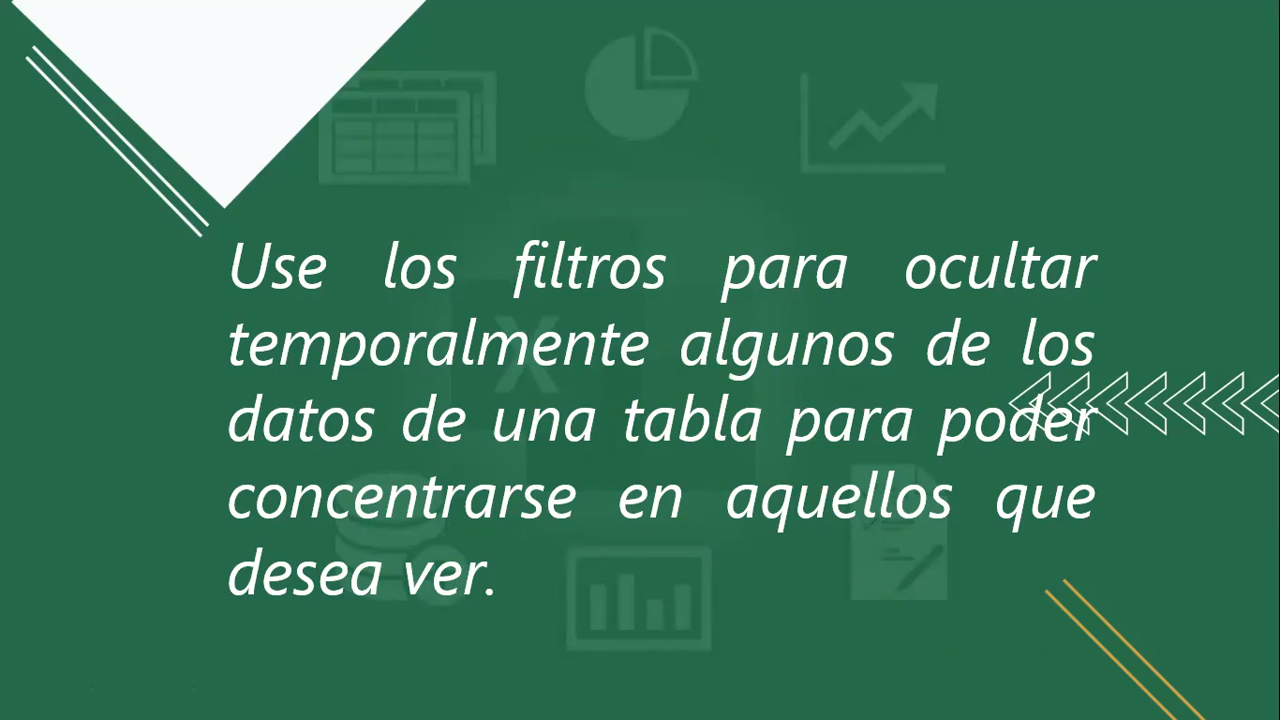 Use los filtros para ocultar
temporalmente algunos de los
datos de una tabla para poder
concentrarse en aquellos que
desea ver.
X